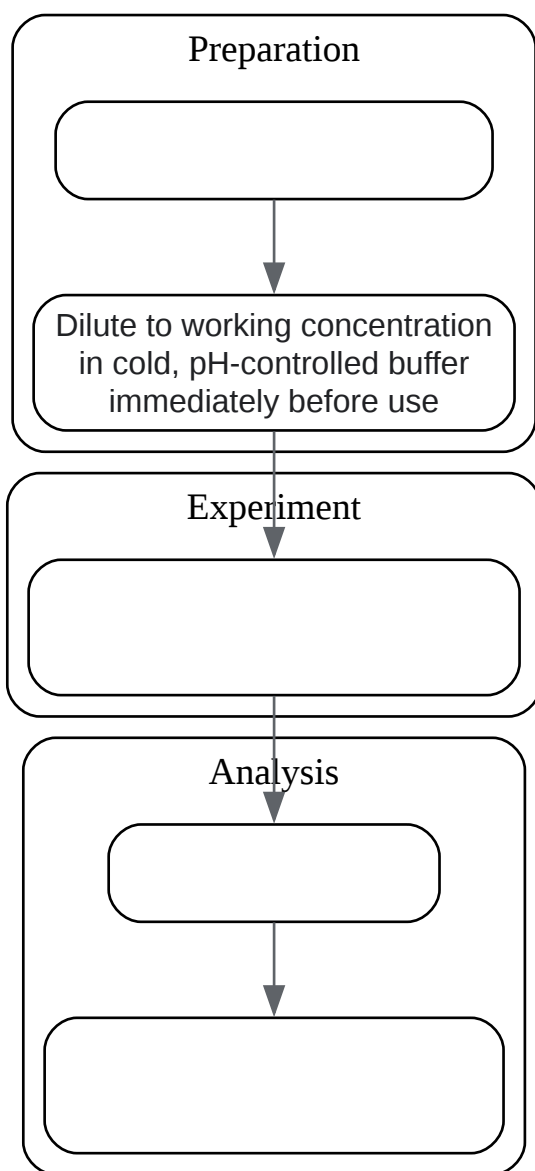 Preparation
Dilute to working concentration
in cold, pH-controlled buffer
immediately before use
Experiment
Analysis